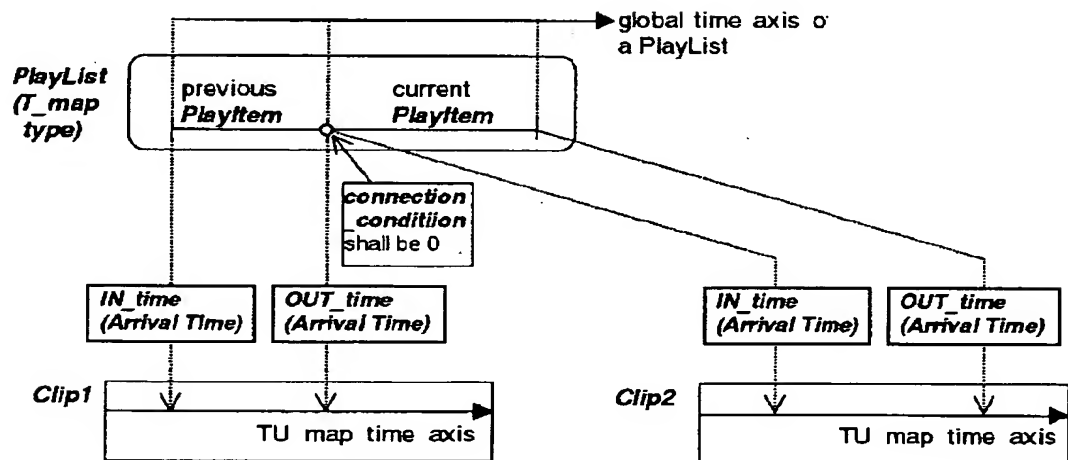 global time axis o
a PlayList
PlayList
(T_map
type)
previous
PlayItem
current
PlayItem
connection
_conditiion
shall be 0
IN_time
(Arrival Time)
OUT_time
(Arrival Time)
IN_time
(Arrival Time)
OUT_time
(Arrival Time)
Clip1
TU map time axis
Clip2
TU map time axis